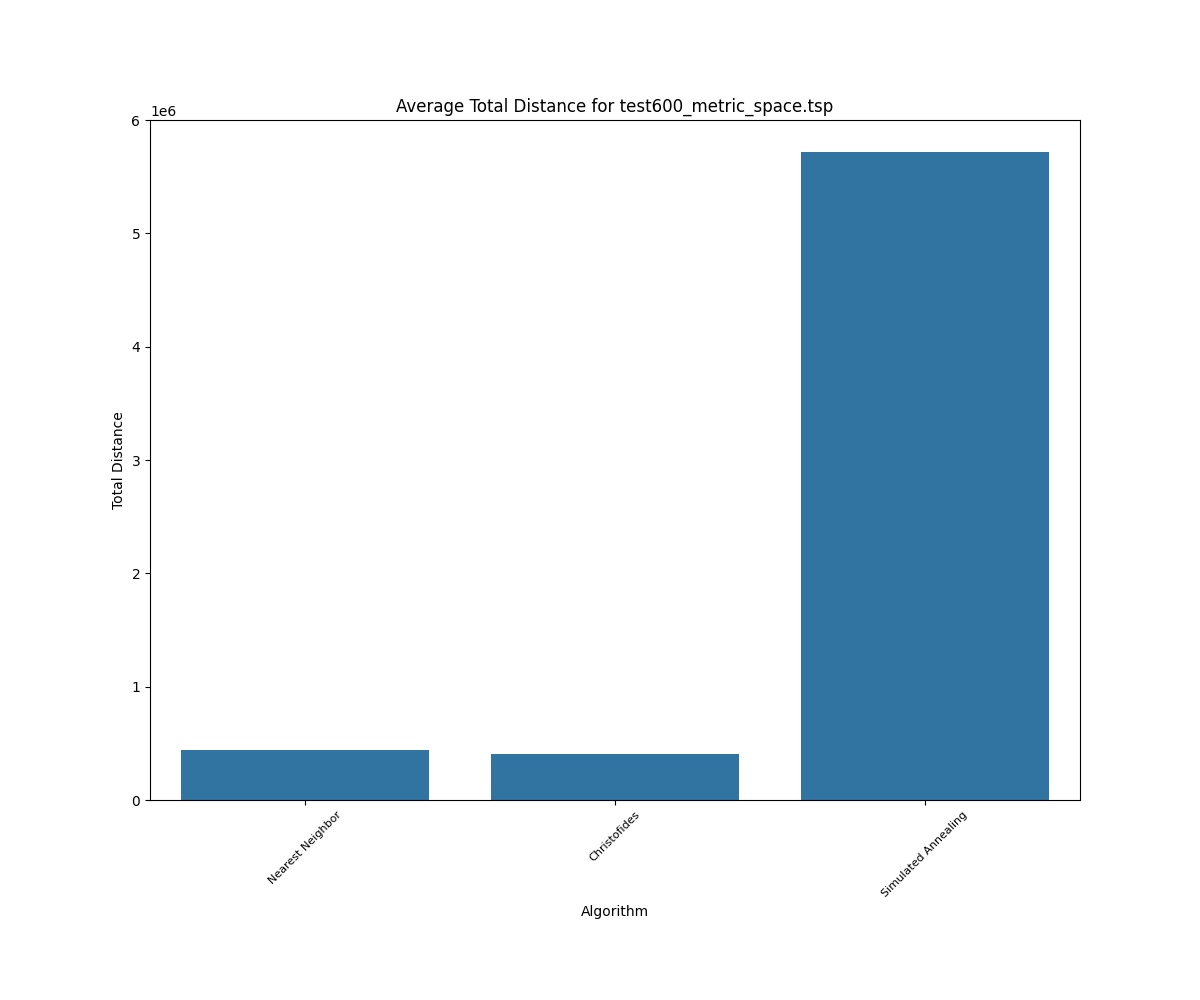 Average Total Distance for test600_metric_space.tsp
1e6
6
5
4
3
2
1
0
Total Distance
Nearest Neighbor
Christofides
Simulated Annealing
Algorithm